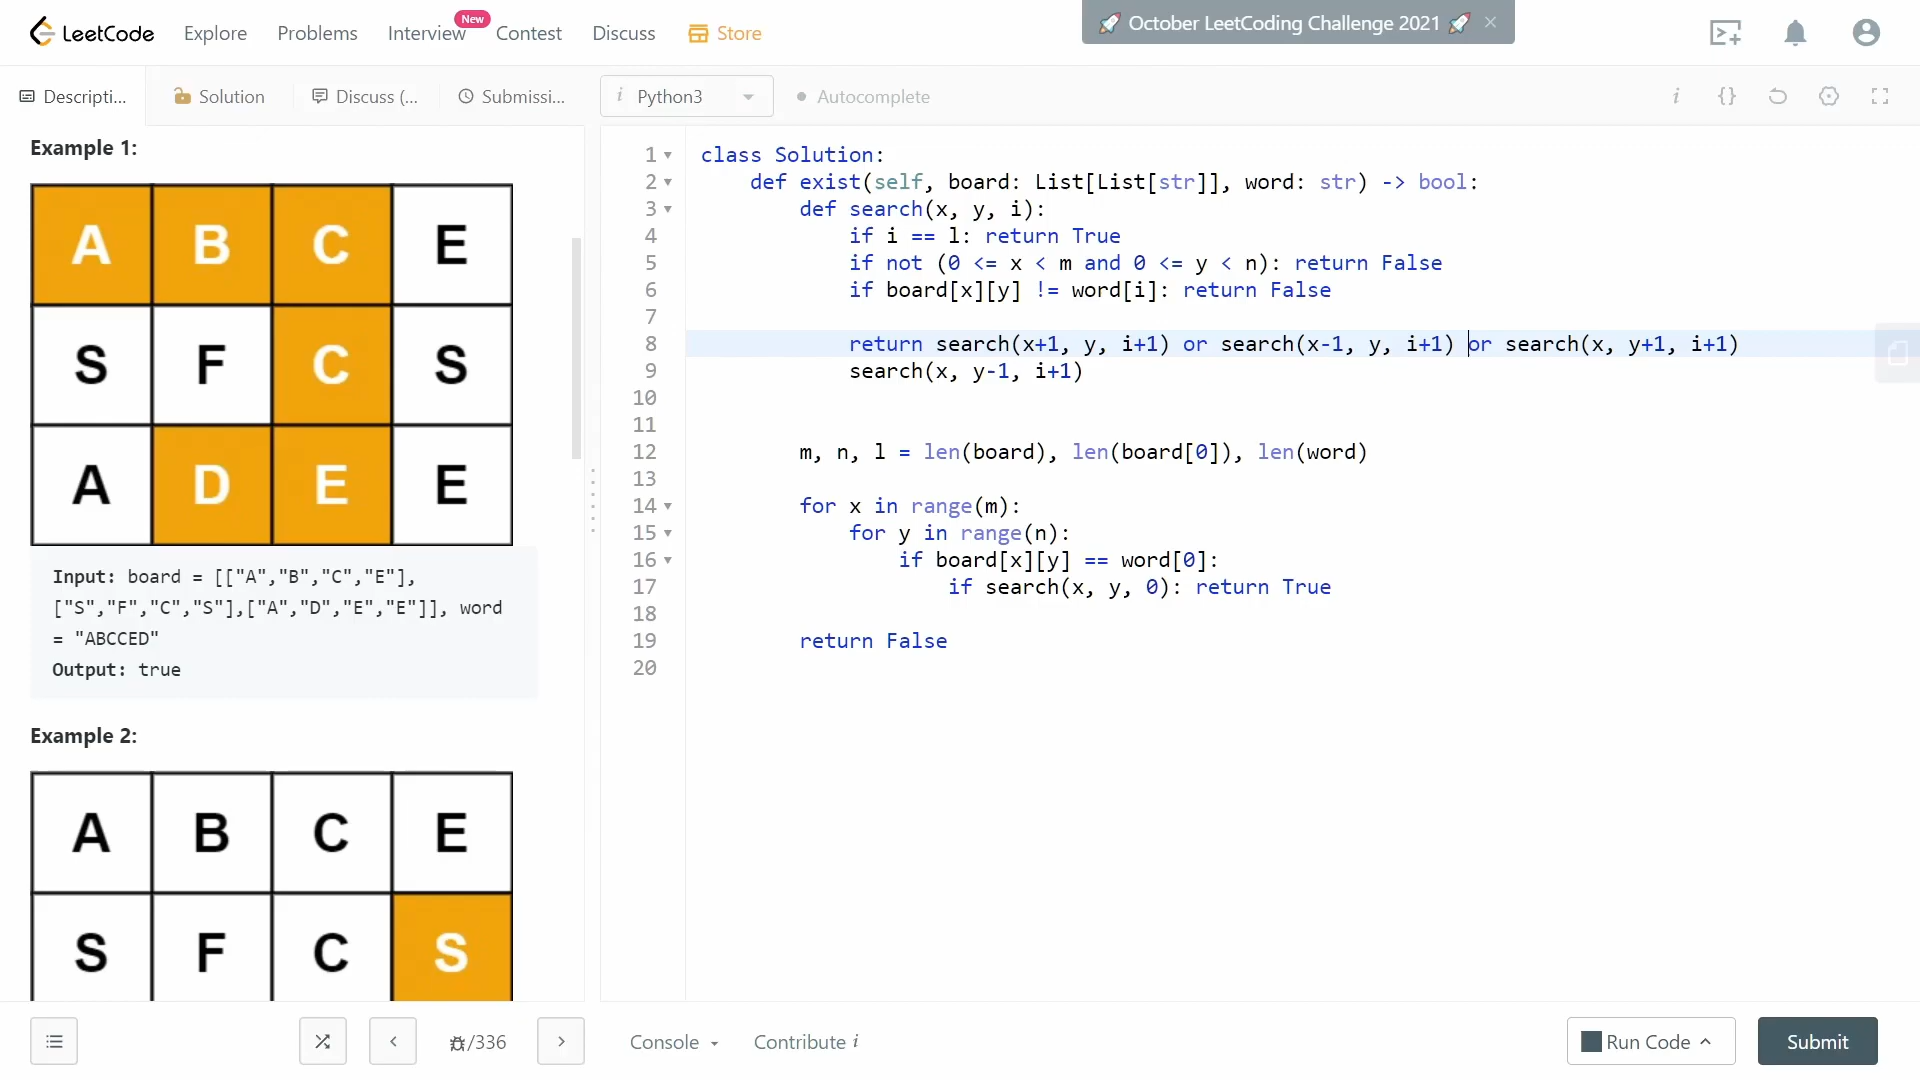 LeetCode Explore Problems Interview New Contest Discuss Store 🚀 October LeetCoding Challenge 2021 🚀 ×
Descripti... Solution Discuss (... Submissi... i Python3 Autocomplete i {}
Example 1:
A B C E
S F C S
A D E E
Input: board = [["A","B","C","E"],
["S","F","C","S"],["A","D","E","E"]], word
= "ABCCED"
Output: true
Example 2:
A B C E
S F C S
1 class Solution:
2 def exist(self, board: List[List[str]], word: str) -> bool:
3 def search(x, y, i):
4 if i == l: return True
5 if not (0 <= x < m and 0 <= y < n): return False
6 if board[x][y] != word[i]: return False
7
8 return search(x+1, y, i+1) or search(x-1, y, i+1) or search(x, y+1, i+1)
9 search(x, y-1, i+1)
10
11
12 m, n, l = len(board), len(board[0]), len(word)
13
14 for x in range(m):
15 for y in range(n):
16 if board[x][y] == word[0]:
17 if search(x, y, 0): return True
18
19 return False
20
/336 Console Contribute i Run Code Submit